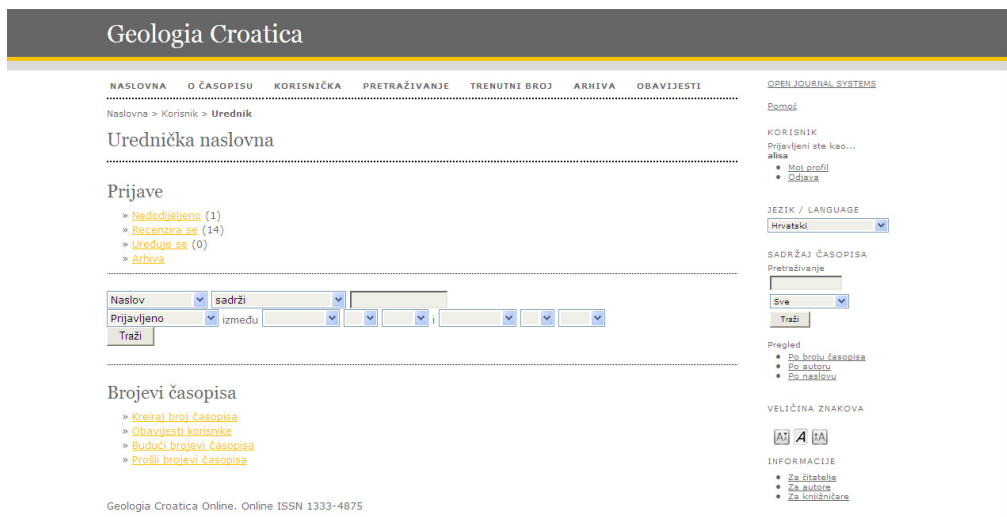 Geologia Croatica
NASLOVNA O ČASOPISU KORISNIČKA PRETRAŽIVANJE TRENUTNI BROJ ARHIVA OBAVIJESTI
Naslovna > Korisnik > Urednik
Urednička naslovna
Prijave
» Nedodijeljeno (1)
» Recenzira se (14)
» Uređuje se (0)
» Arhiva
Naslov sadrži
Prijavljeno između i
Traži
Brojevi časopisa
» Kreiraj broj časopisa
» Obavijesti korisnike
» Budući brojevi časopisa
» Prošli brojevi časopisa
Geologia Croatica Online. Online ISSN 1333-4875
OPEN JOURNAL SYSTEMS
Pomoć
KORISNIK
Prijavljeni ste kao...
alisa
Moj profil
Odjava
JEZIK / LANGUAGE
Hrvatski
SADRŽAJ ČASOPISA
Pretraživanje
Sve
Traži
Pregled
Po broju časopisa
Po autoru
Po naslovu
VELIČINA ZNAKOVA
A A A
INFORMACIJE
Za čitatelje
Za autore
Za knjižničare